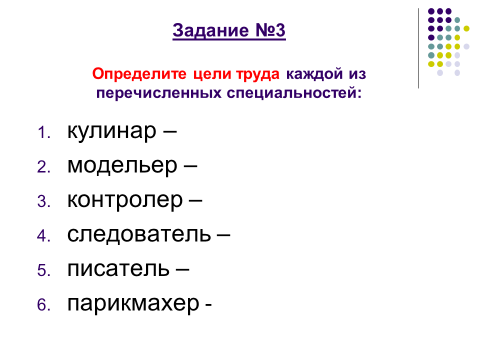 Задание №3
Определите цели труда каждой из
перечисленных специальностей:
1. кулинар –
2. модельер –
3. контролер –
4. следователь –
5. писатель –
6. парикмахер -